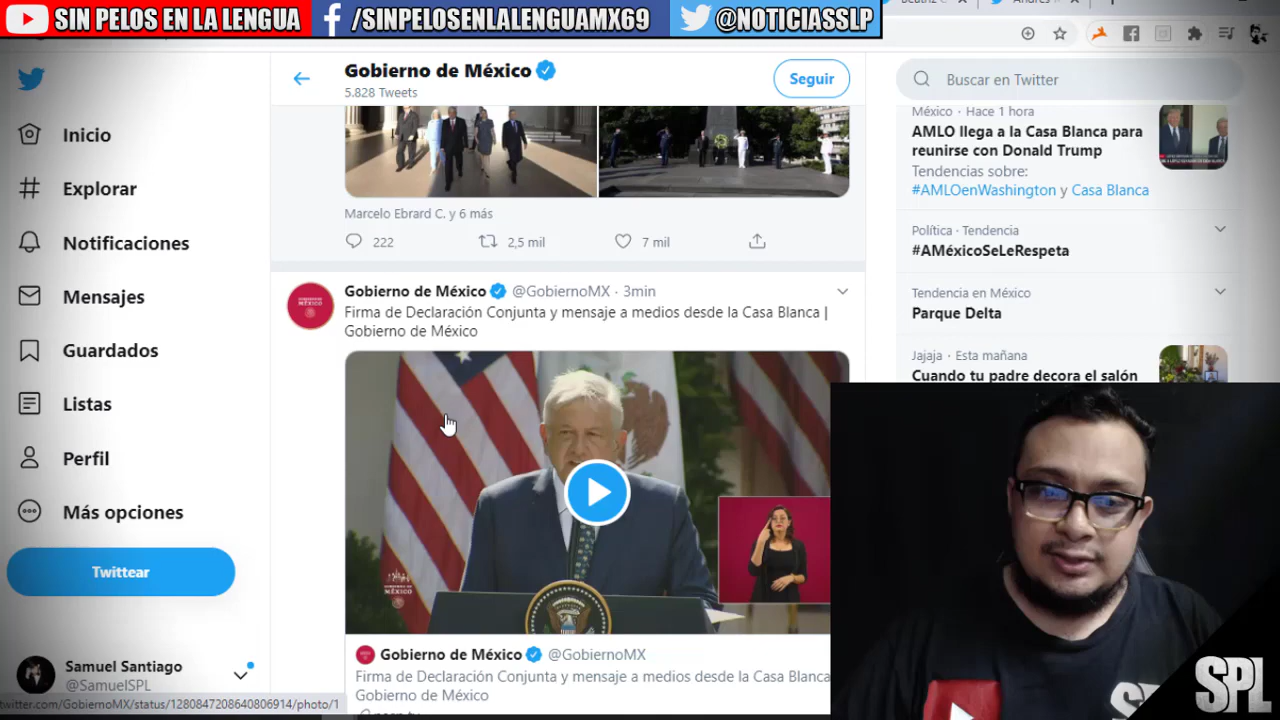 SIN PELOS EN LA LENGUA
/SINPELOSENLALENGUAMX69
@NOTICIASSLP
Gobierno de México
5.828 Tweets
Seguir
Buscar en Twitter
Inicio
Explorar
Notificaciones
Mensajes
Guardados
Listas
Perfil
Más opciones
Twittear
Samuel Santiago
@SamuelSPL
twitter.com/GobiernoMX/status/1280847208640806914/photo/1
Marcelo Ebrard C. y 6 más
222
2,5 mil
7 mil
Gobierno de México @GobiernoMX · 3min
Firma de Declaración Conjunta y mensaje a medios desde la Casa Blanca |
Gobierno de México
Gobierno de México @GobiernoMX
Firma de Declaración Conjunta y mensaje a medios desde la Casa Blanca
Gobierno de México
México · Hace 1 hora
AMLO llega a la Casa Blanca para
reunirse con Donald Trump
Tendencias sobre:
#AMLOenWashington y Casa Blanca
Política · Tendencia
#AMéxicoSeLeRespeta
Tendencia en México
Parque Delta
Jajaja · Esta mañana
Cuando tu padre decora el salón
SPL